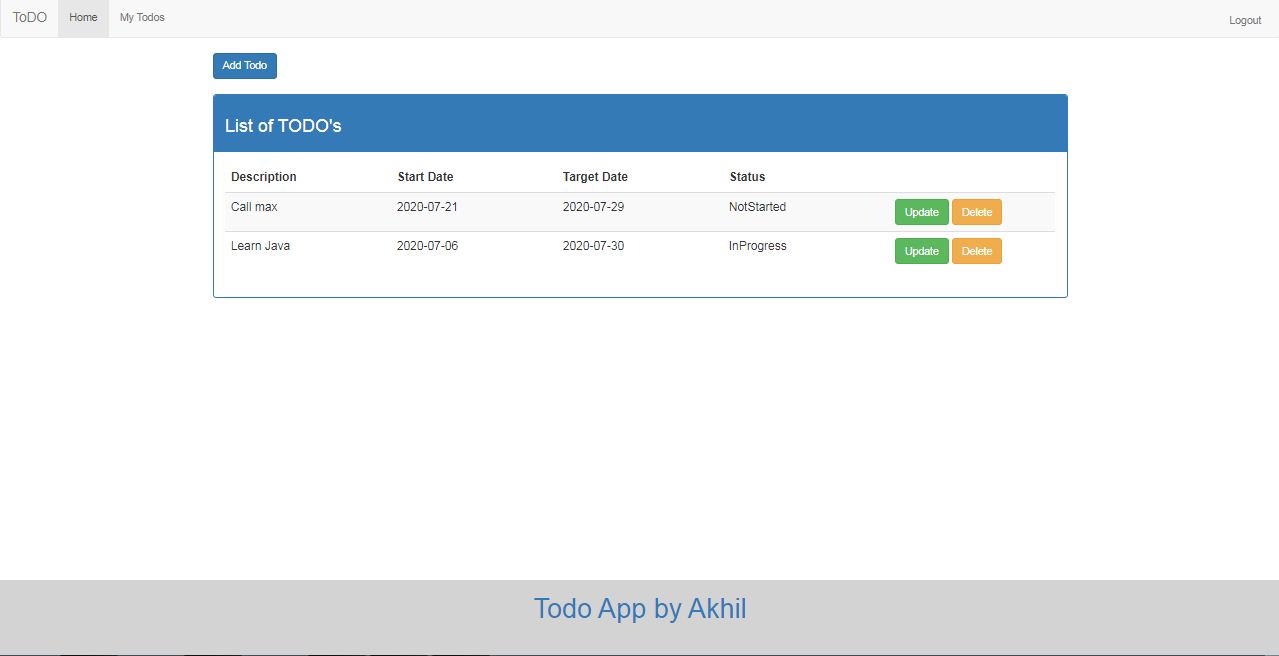 ToDO Home My Todos Logout
Add Todo
List of TODO's
Description Start Date Target Date Status
Call max 2020-07-21 2020-07-29 NotStarted Update Delete
Learn Java 2020-07-06 2020-07-30 InProgress Update Delete
Todo App by Akhil